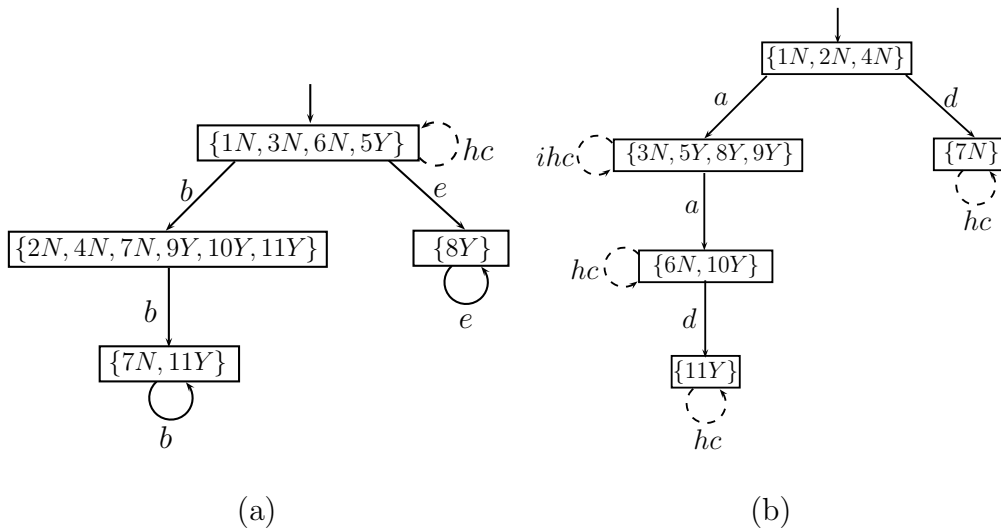 {1N, 2N, 4N}
a
d
{1N, 3N, 6N, 5Y}
hc
ihc
{3N, 5Y, 8Y, 9Y}
{7N}
b
e
a
hc
{2N, 4N, 7N, 9Y, 10Y, 11Y}
{8Y}
hc
{6N, 10Y}
b
e
d
{7N, 11Y}
{11Y}
b
hc
(a)
(b)